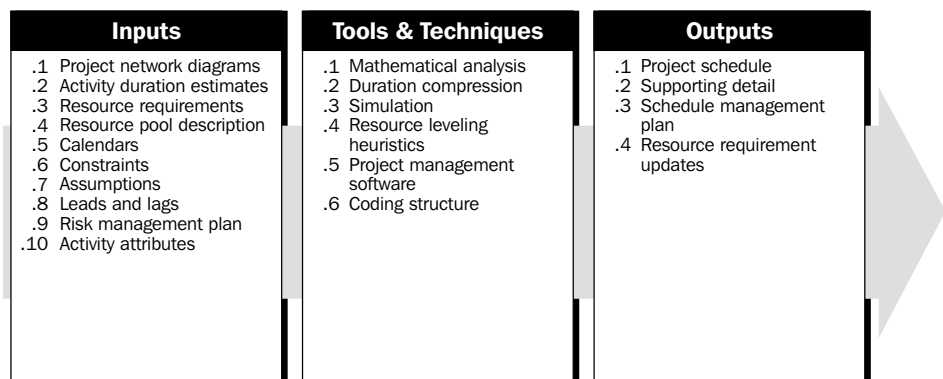 Inputs
.1 Project network diagrams
.2 Activity duration estimates
.3 Resource requirements
.4 Resource pool description
.5 Calendars
.6 Constraints
.7 Assumptions
.8 Leads and lags
.9 Risk management plan
.10 Activity attributes
Tools & Techniques
.1 Mathematical analysis
.2 Duration compression
.3 Simulation
.4 Resource leveling
heuristics
.5 Project management
software
.6 Coding structure
Outputs
.1 Project schedule
.2 Supporting detail
.3 Schedule management
plan
.4 Resource requirement
updates